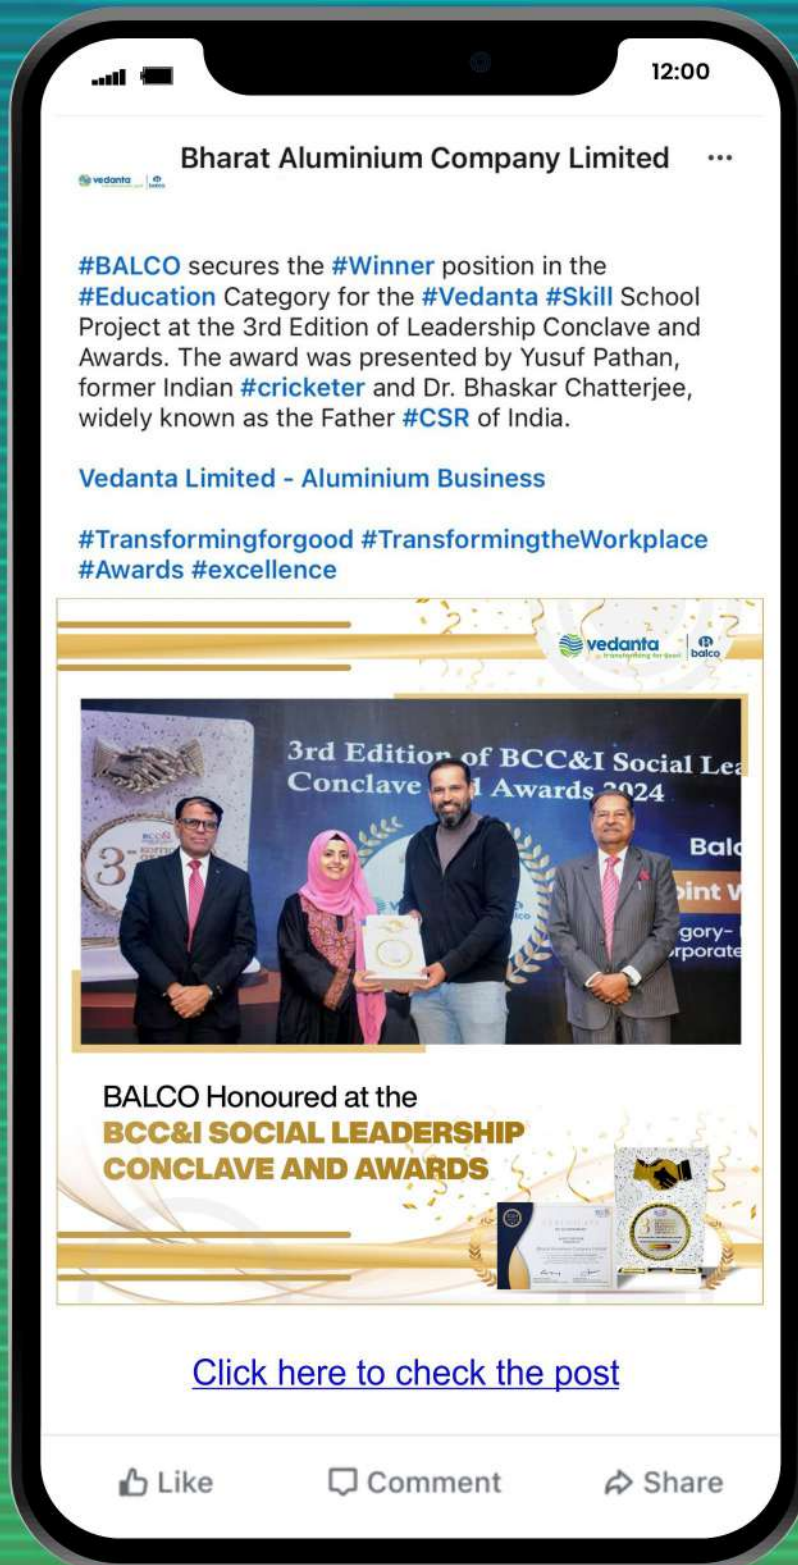 12:00
Bharat Aluminium Company Limited
vedanta
balco
#BALCO secures the #Winner position in the
#Education Category for the #Vedanta #Skill School
Project at the 3rd Edition of Leadership Conclave and
Awards. The award was presented by Yusuf Pathan,
former Indian #cricketer and Dr. Bhaskar Chatterjee,
widely known as the Father #CSR of India.
Vedanta Limited - Aluminium Business
#Transformingforgood #TransformingtheWorkplace
#Awards #excellence
vedanta
transforming for good
balco
3rd Edition of BCC&I Social Lea
Conclave Awards 2024
Balc
oint W
gory-
rporate
BALCO Honoured at the
BCC&I SOCIAL LEADERSHIP
CONCLAVE AND AWARDS
Click here to check the post
Like
Comment
Share